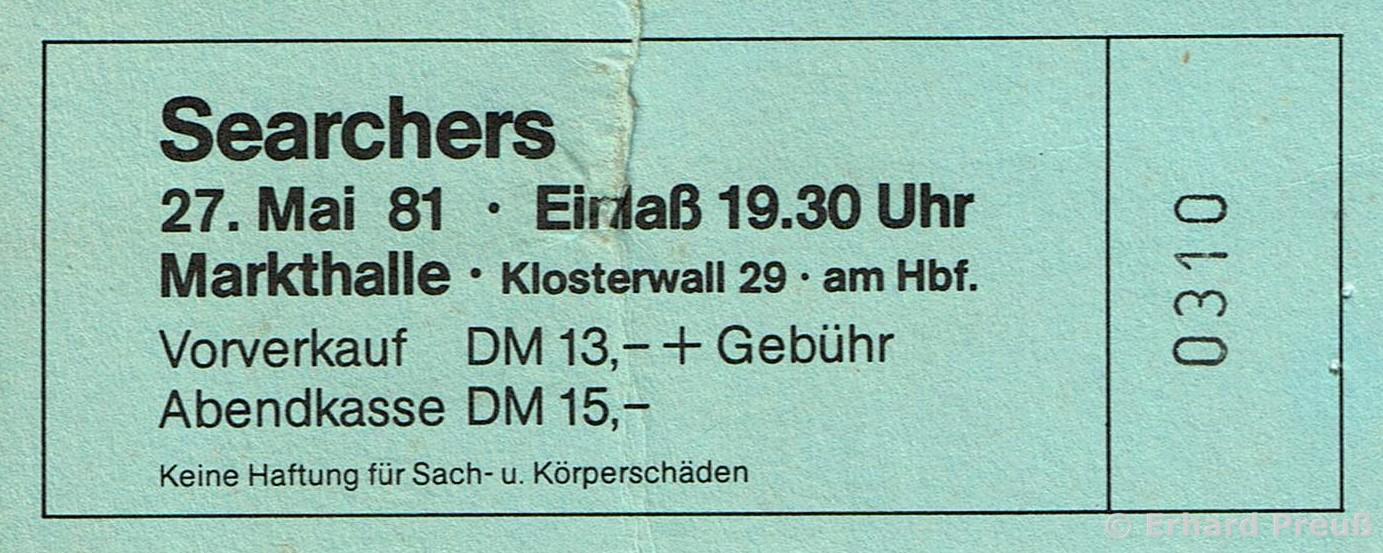 Searchers
27. Mai 81 · Einlaß 19.30 Uhr
Markthalle · Klosterwall 29 · am Hbf.
Vorverkauf DM 13,– + Gebühr
Abendkasse DM 15,–
Keine Haftung für Sach- u. Körperschäden
0310
© Erhard Preuß